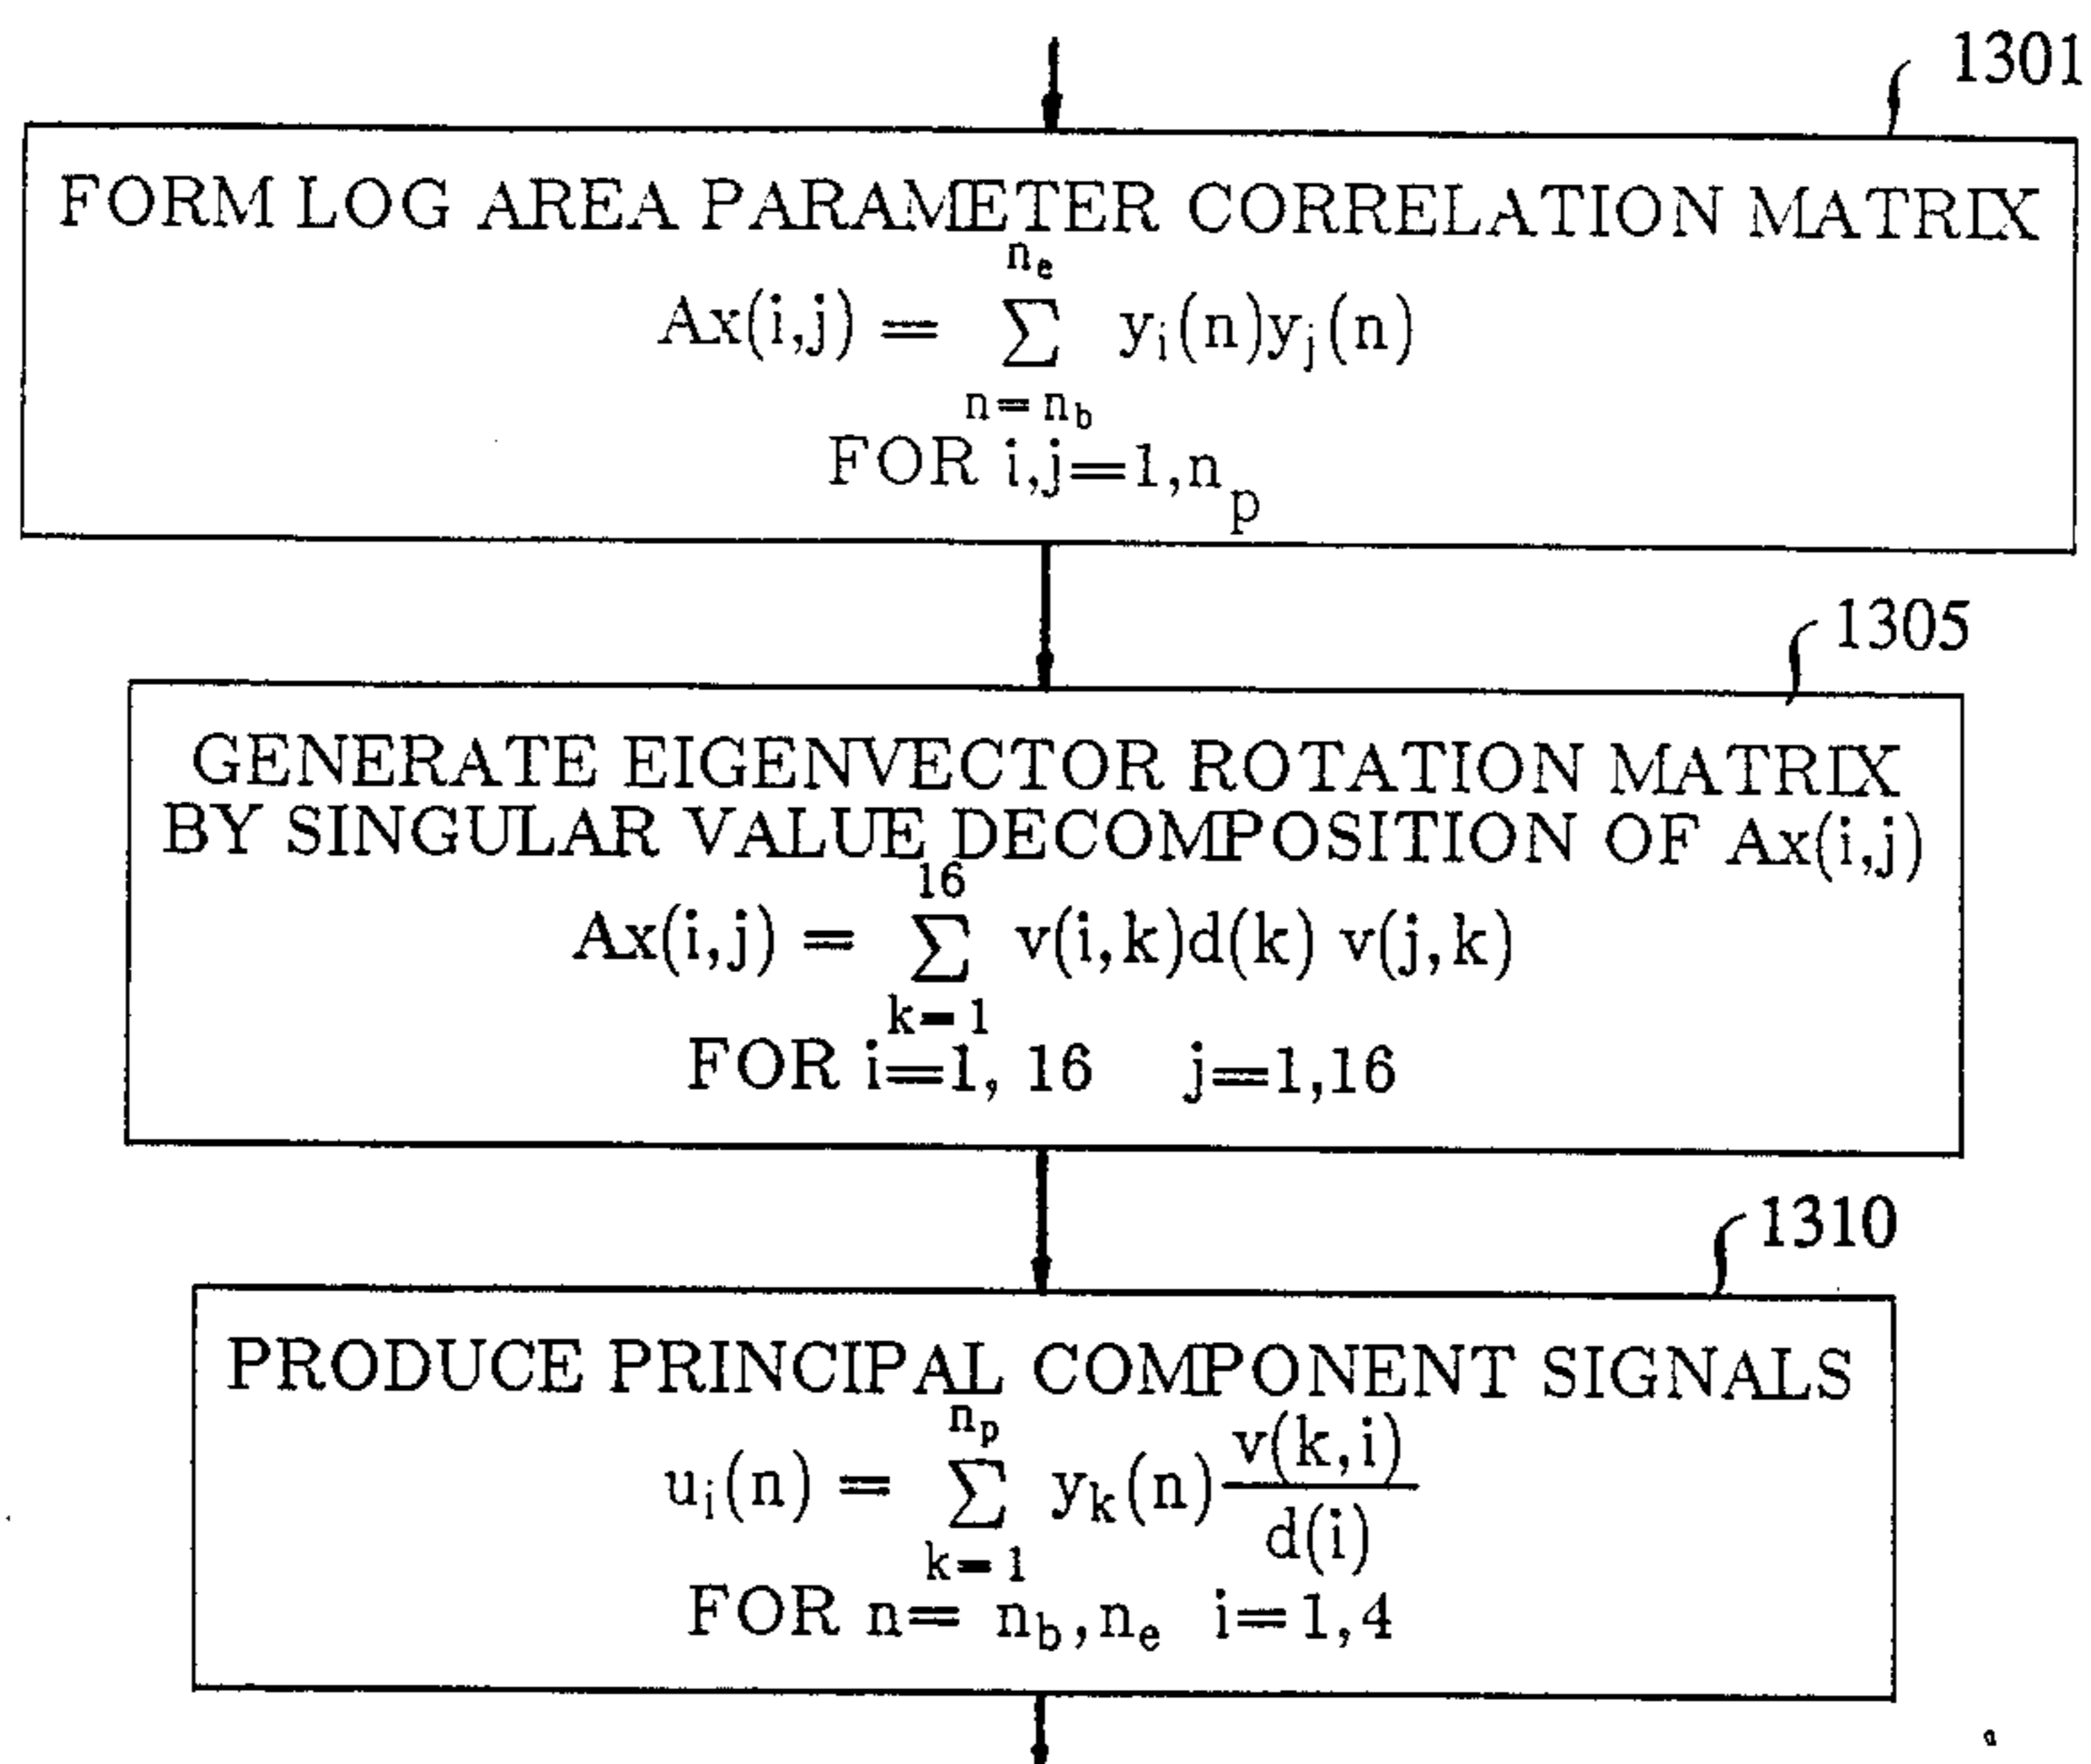 1301
FORM LOG AREA PARAMETER CORRELATION MATRIX
n_e
Ax(i,j) = ∑ y_i(n)y_j(n)
n=n_b
FOR i,j=1,n_p
1305
GENERATE EIGENVECTOR ROTATION MATRIX
BY SINGULAR VALUE DECOMPOSITION OF Ax(i,j)
16
Ax(i,j) = ∑ v(i,k)d(k) v(j,k)
k=1
FOR i=1, 16 j=1,16
1310
PRODUCE PRINCIPAL COMPONENT SIGNALS
n_p
u_i(n) = ∑ y_k(n) v(k,i)/d(i)
k=1
FOR n= n_b,n_e i=1,4